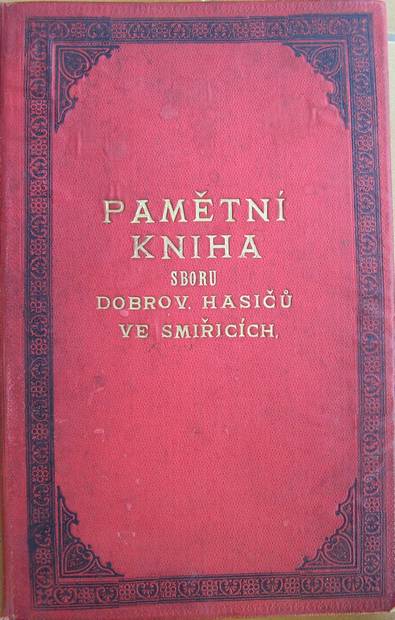 PAMĚTNÍ
KNIHA
SBORU
DOBROV. HASIČŮ
VE SMIŘICÍCH,